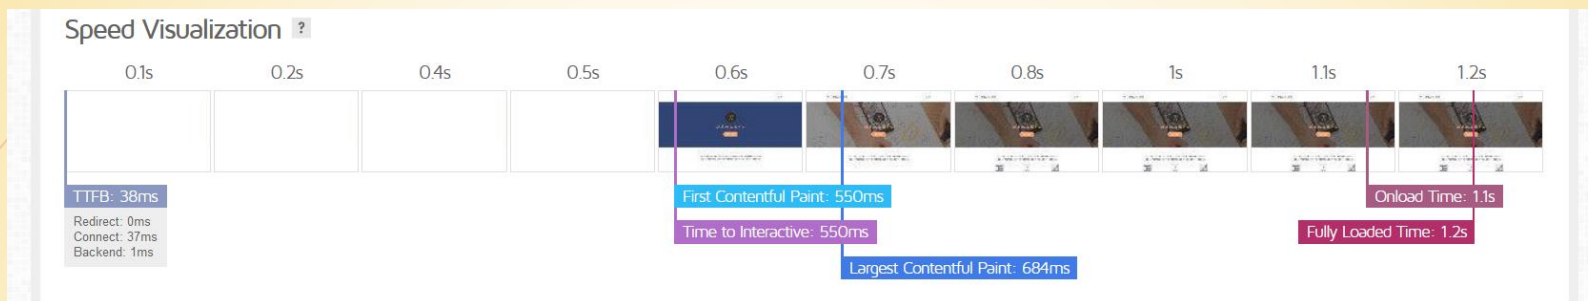 Speed Visualization ?
0.1s 0.2s 0.4s 0.5s 0.6s 0.7s 0.8s 1s 1.1s 1.2s
TTFB: 38ms
First Contentful Paint: 550ms
Onload Time: 1.1s
Redirect: 0ms
Connect: 37ms
Backend: 1ms
Time to Interactive: 550ms
Fully Loaded Time: 1.2s
Largest Contentful Paint: 684ms